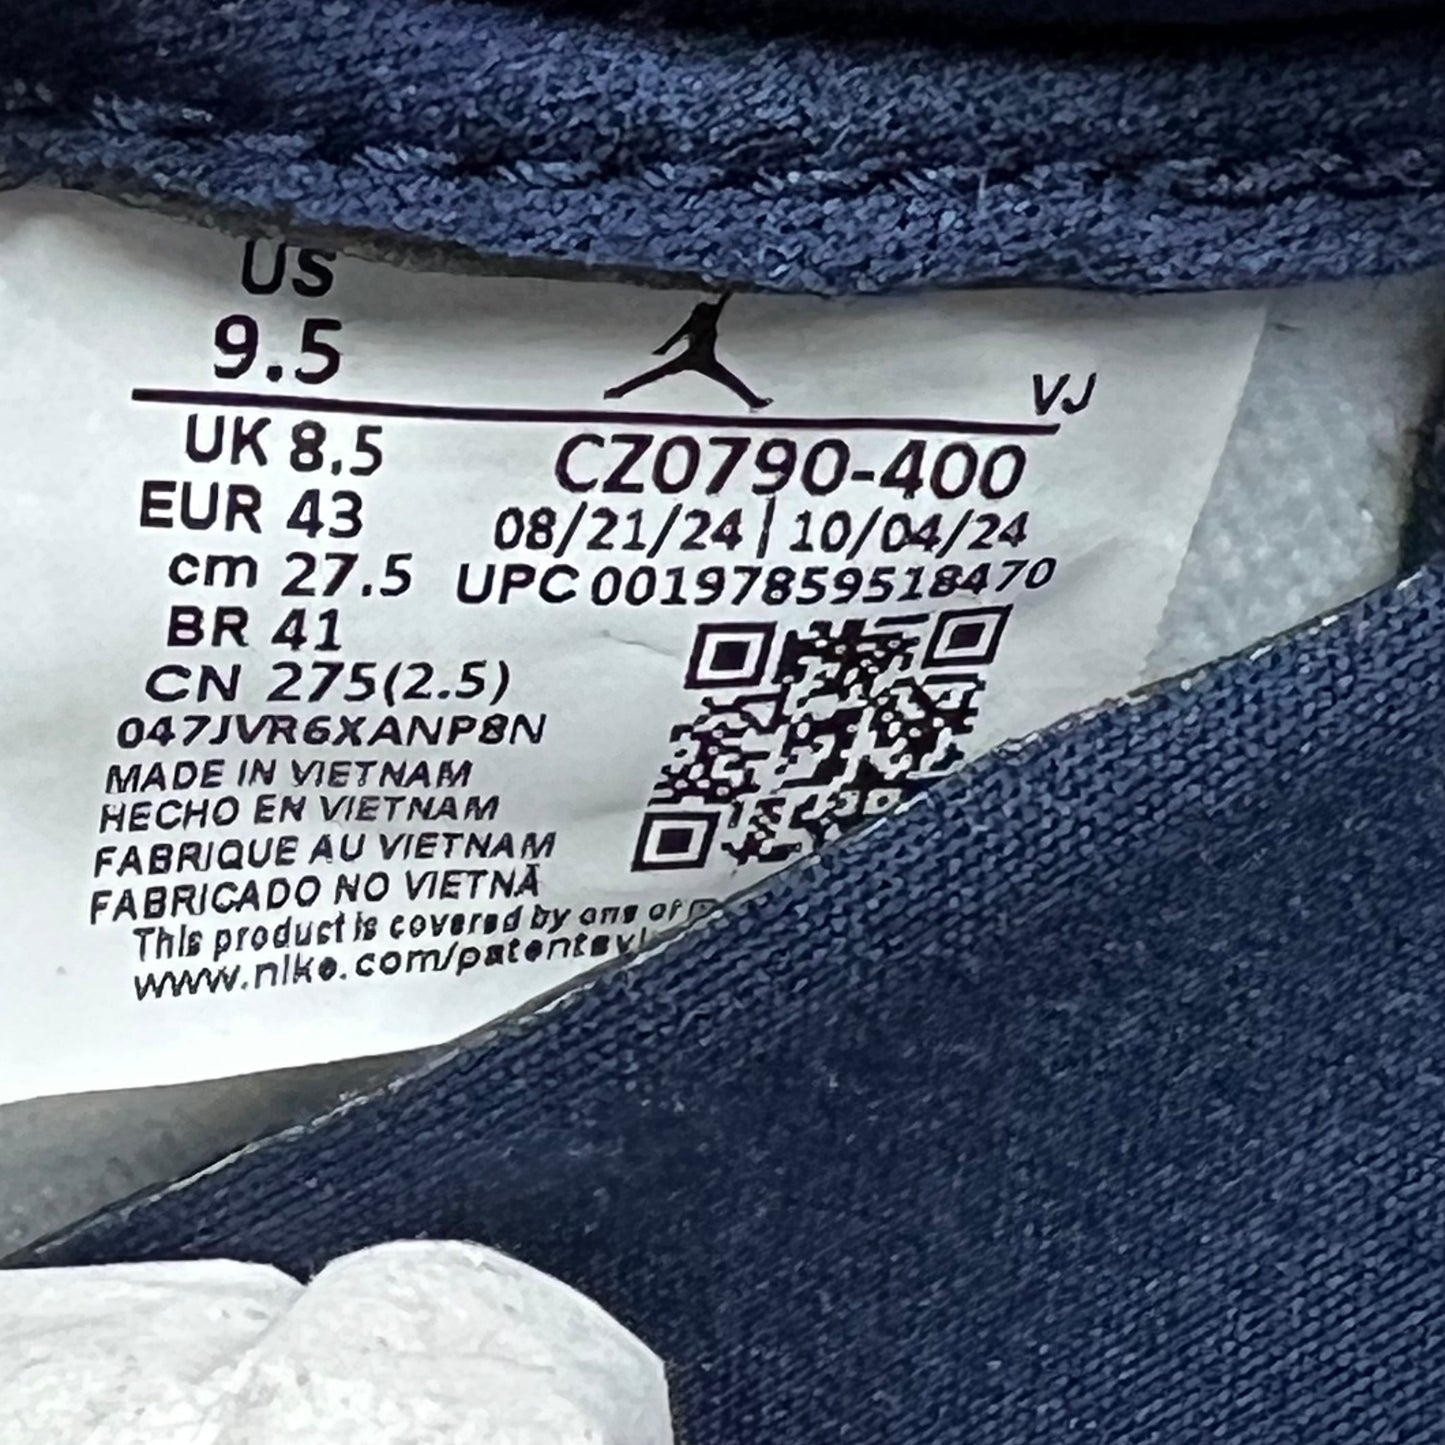 US
9.5
VJ
UK 8.5
EUR 43
cm 27.5
BR 41
CN 275(2.5)
CZ0790-400
08/21/24 | 10/04/24
UPC 00197859518470
047JVR6XANP8N
MADE IN VIETNAM
HECHO EN VIETNAM
FABRIQUE AU VIETNAM
FABRICADO NO VIETNÃ
This product is covered by one of
www.nike.com/patents